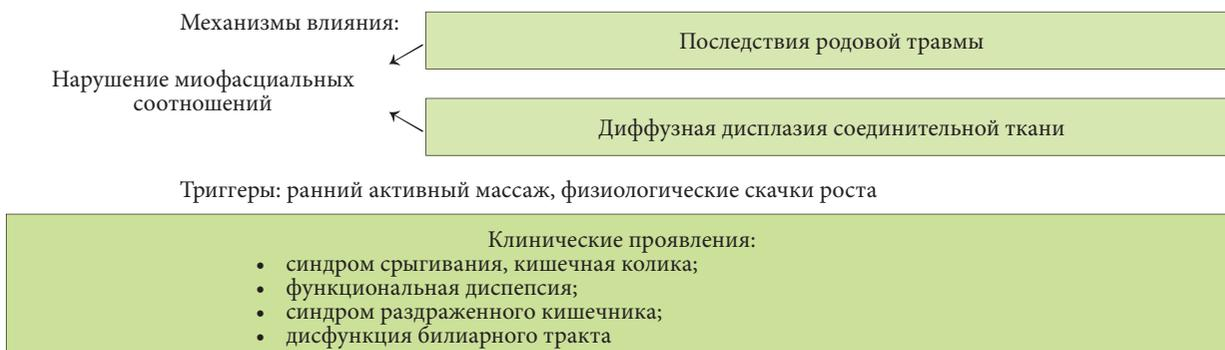 Механизмы влияния:
Последствия родовой травмы
Нарушение миофасциальных
соотношений
Диффузная дисплазия соединительной ткани
Триггеры: ранний активный массаж, физиологические скачки роста
Клинические проявления:
• синдром срыгивания, кишечная колика;
• функциональная диспепсия;
• синдром раздраженного кишечника;
• дисфункция билиарного тракта